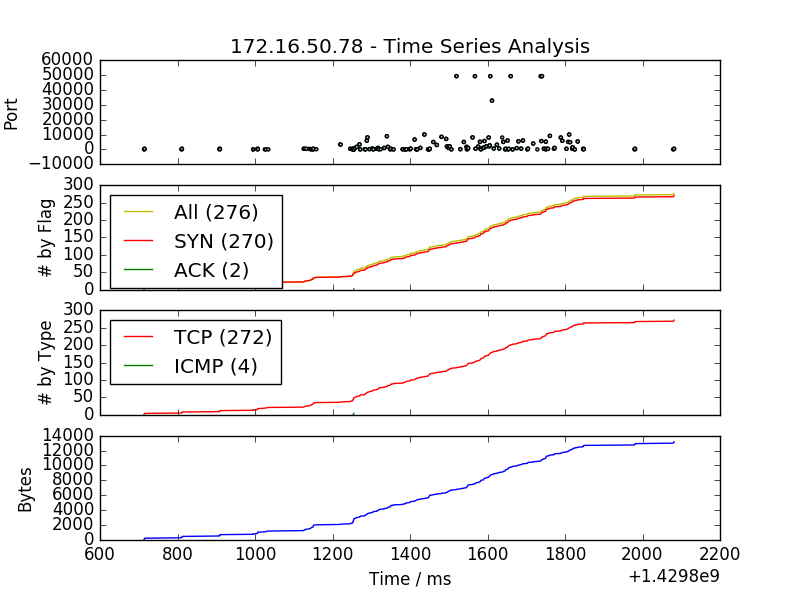 172.16.50.78 - Time Series Analysis
60000
50000
40000
30000
20000
10000
0
−10000
Port
300
250
200
150
100
50
0
# by Flag
All (276)
SYN (270)
ACK (2)
300
250
200
150
100
50
0
# by Type
TCP (272)
ICMP (4)
14000
12000
10000
8000
6000
4000
2000
0
Bytes
600 800 1000 1200 1400 1600 1800 2000 2200
Time / ms
+1.4298e9